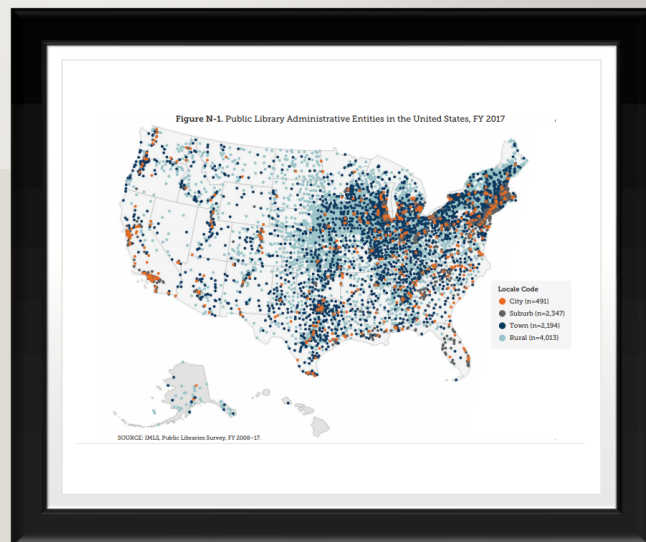 Figure N-1. Public Library Administrative Entities in the United States, FY 2017
Locale Code
City (n=491)
Suburb (n=2,347)
Town (n=2,194)
Rural (n=4,013)
SOURCE: IMLS, Public Libraries Survey, FY 2008–17.